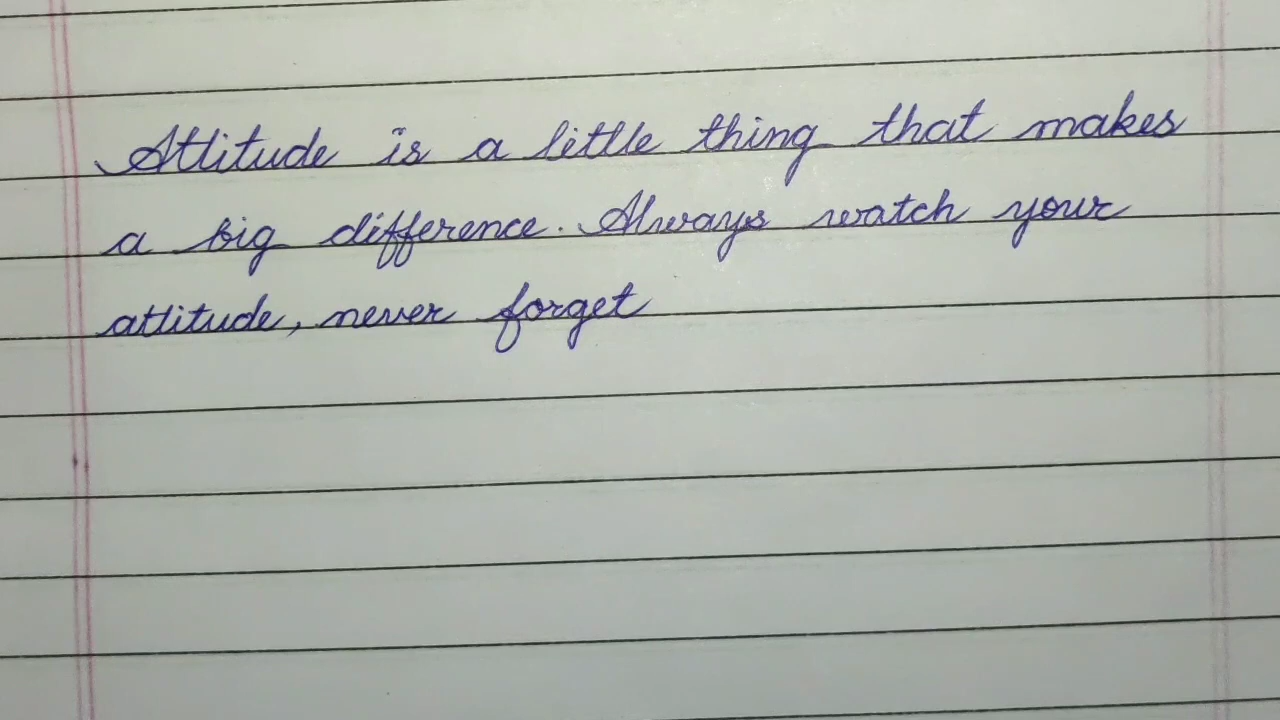 Attitude is a little thing that makes
a big difference. Always watch your
attitude, never forget